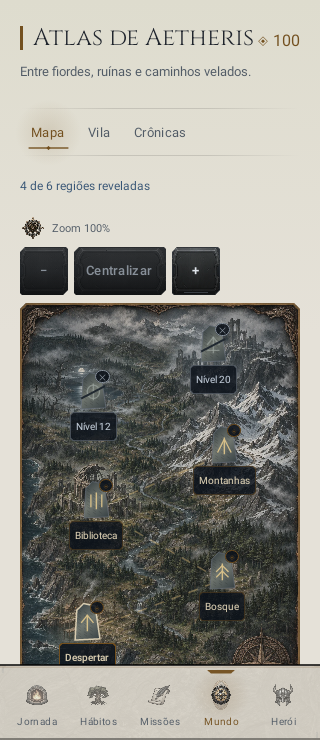 Atlas de Aetheris 100
Entre fiordes, ruínas e caminhos velados.
Mapa Vila Crônicas
4 de 6 regiões reveladas
Zoom 100%
− Centralizar +
Nível 20
Nível 12
Montanhas
Biblioteca
Bosque
Despertar
Jornada Hábitos Missões Mundo Herói